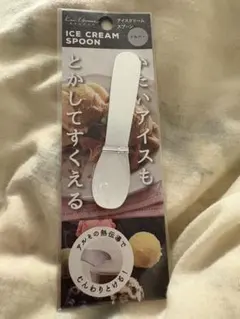 ICE CREAM
SPOON
アイスクリーム
スプーン
かたいアイスも
とかしてすくえる
アルミの熱伝導で
じんわりとける!